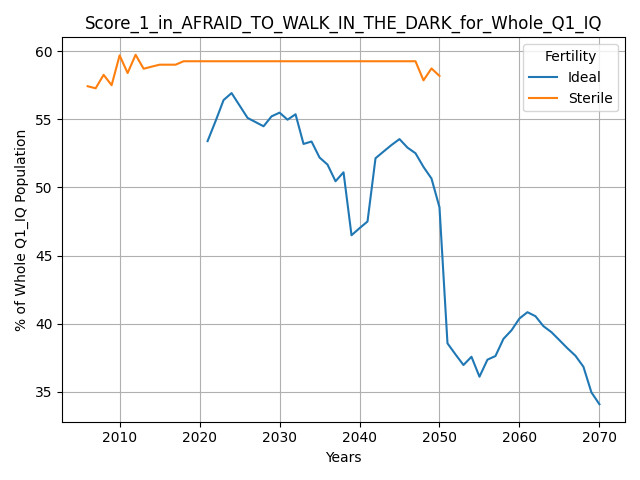 Score_1_in_AFRAID_TO_WALK_IN_THE_DARK_for_Whole_Q1_IQ
% of Whole Q1_IQ Population
60
55
50
45
40
35
Fertility
Ideal
Sterile
2010 2020 2030 2040 2050 2060 2070
Years